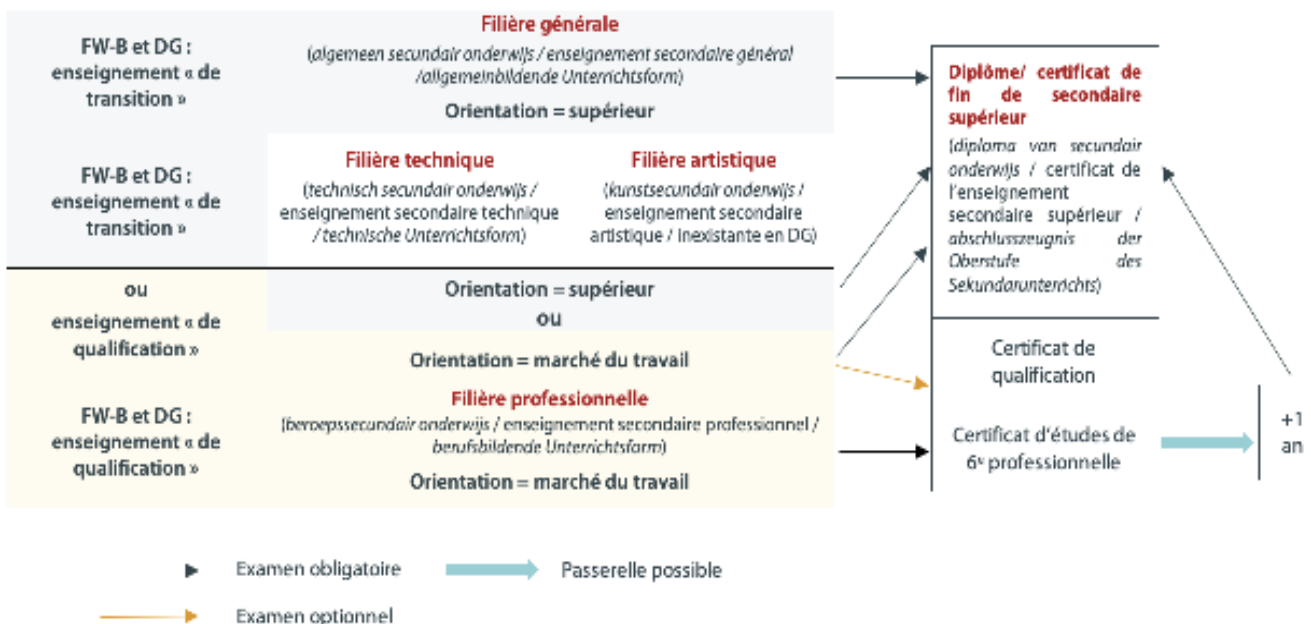 FW-B et DG :
enseignement « de
transition »
Filière générale
(algemeen secundair onderwijs / enseignement secondaire général
/allgemeinbildende Unterrichtsform)
Orientation = supérieur
FW-B et DG :
enseignement « de
transition »
Filière technique
(technisch secundair onderwijs /
enseignement secondaire technique
/ technische Unterrichtsform)
Filière artistique
(kunstsecundair onderwijs /
enseignement secondaire
artistique / inexistante en DG)
ou
enseignement « de
qualification »
Orientation = supérieur
ou
Orientation = marché du travail
FW-B et DG :
enseignement « de
qualification »
Filière professionnelle
(beroepssecundair onderwijs / enseignement secondaire professionnel /
berufsbildende Unterrichtsform)
Orientation = marché du travail
Diplôme/ certificat de
fin de secondaire
supérieur
(diploma van secundair
onderwijs / certificat de
l'enseignement
secondaire supérieur /
abschlusszeugnis der
Oberstufe des
Sekundarunterrichts)
Certificat de
qualification
Certificat d'études de
6e professionnelle
+1
an
Examen obligatoire
Passerelle possible
Examen optionnel